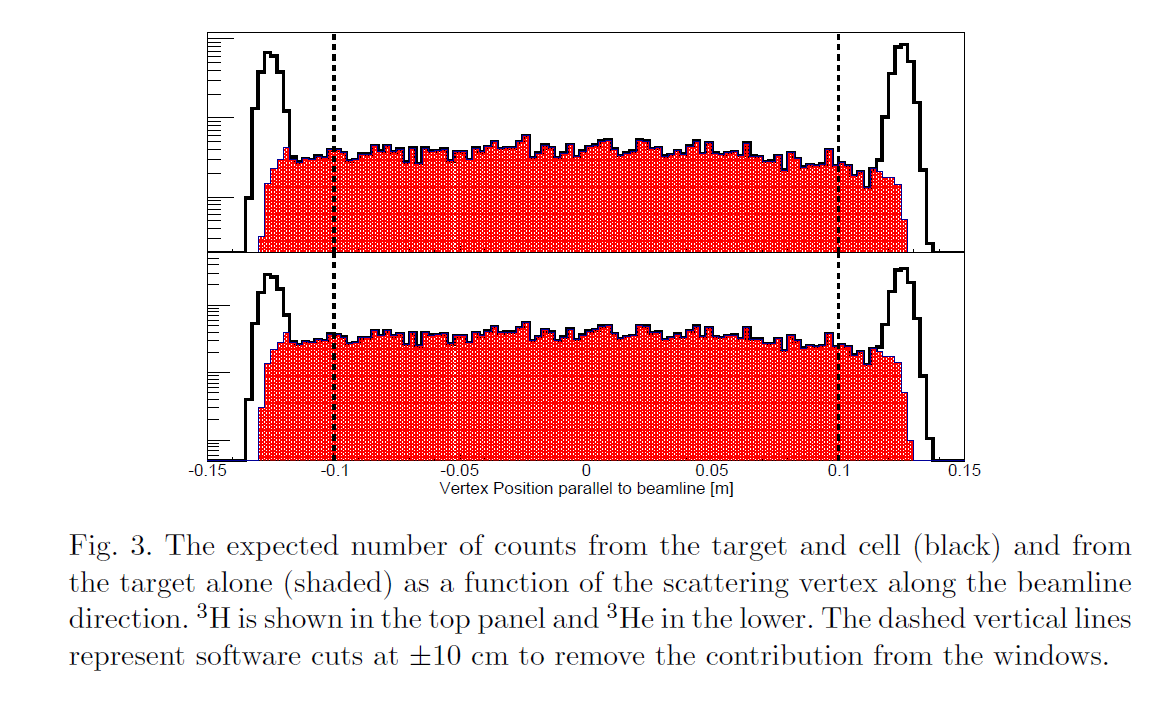 -0.15 -0.1 -0.05 0 0.05 0.1 0.15
Vertex Position parallel to beamline [m]
Fig. 3. The expected number of counts from the target and cell (black) and from
the target alone (shaded) as a function of the scattering vertex along the beamline
direction. ³H is shown in the top panel and ³He in the lower. The dashed vertical lines
represent software cuts at ±10 cm to remove the contribution from the windows.